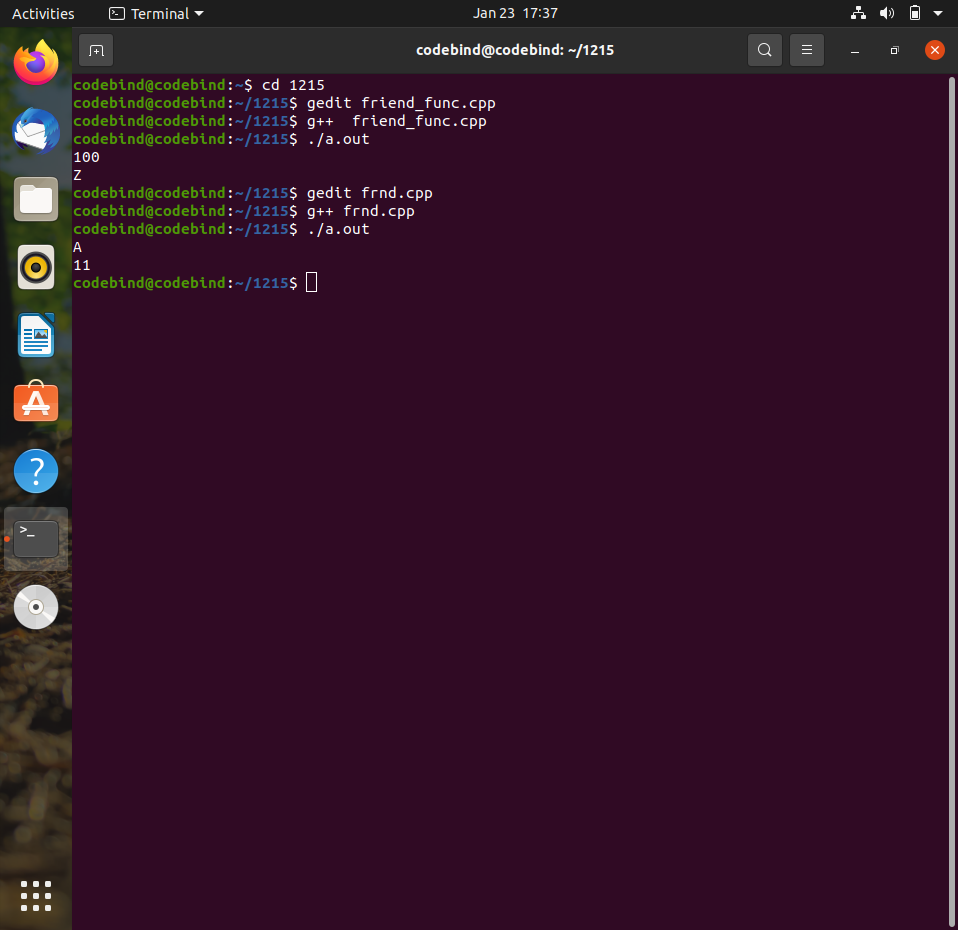 Activities Terminal Jan 23 17:37
codebind@codebind: ~/1215
codebind@codebind:~$ cd 1215
codebind@codebind:~/1215$ gedit friend_func.cpp
codebind@codebind:~/1215$ g++  friend_func.cpp
codebind@codebind:~/1215$ ./a.out
100
Z
codebind@codebind:~/1215$ gedit frnd.cpp
codebind@codebind:~/1215$ g++ frnd.cpp
codebind@codebind:~/1215$ ./a.out
A
11
codebind@codebind:~/1215$